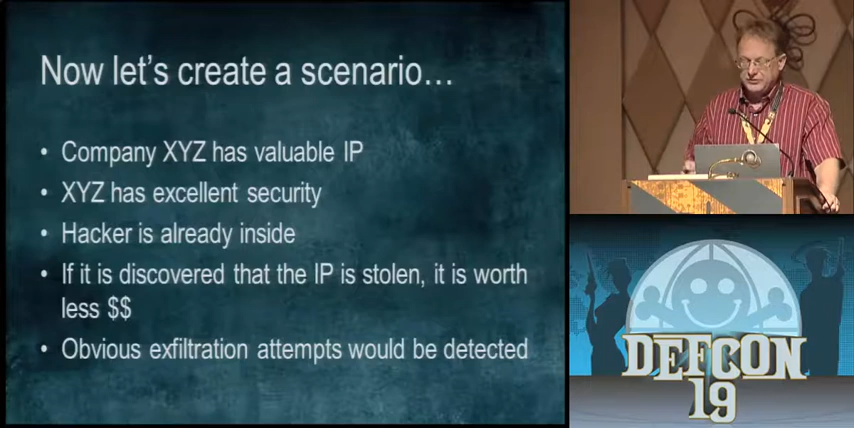 Now let's create a scenario...
• Company XYZ has valuable IP
• XYZ has excellent security
• Hacker is already inside
• If it is discovered that the IP is stolen, it is worth
less $$
• Obvious exfiltration attempts would be detected
DEFCON
19